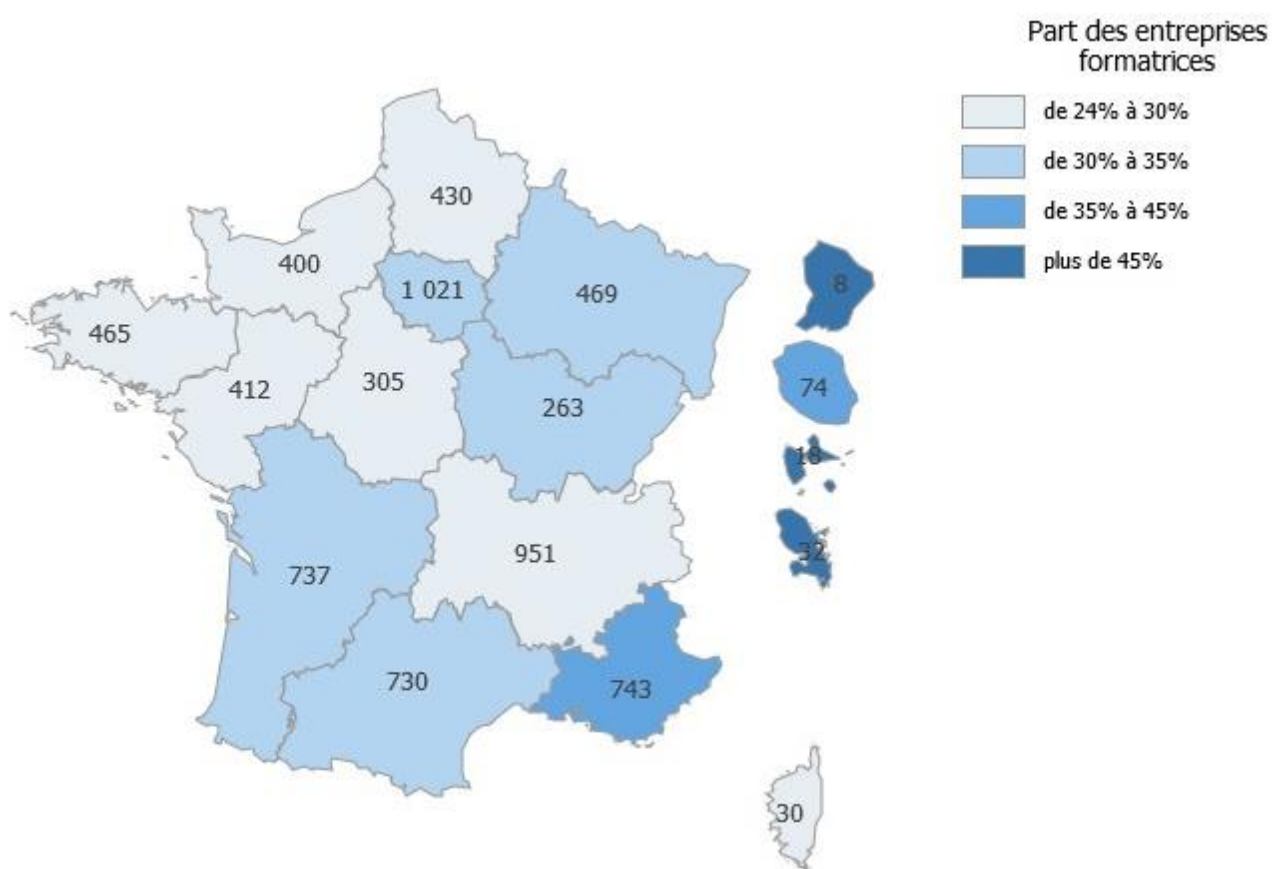 Part des entreprises
formatrices
de 24% à 30%
de 30% à 35%
de 35% à 45%
plus de 45%
430
400
1 021
469
8
465
412
305
263
74
18
951
32
737
730
743
30